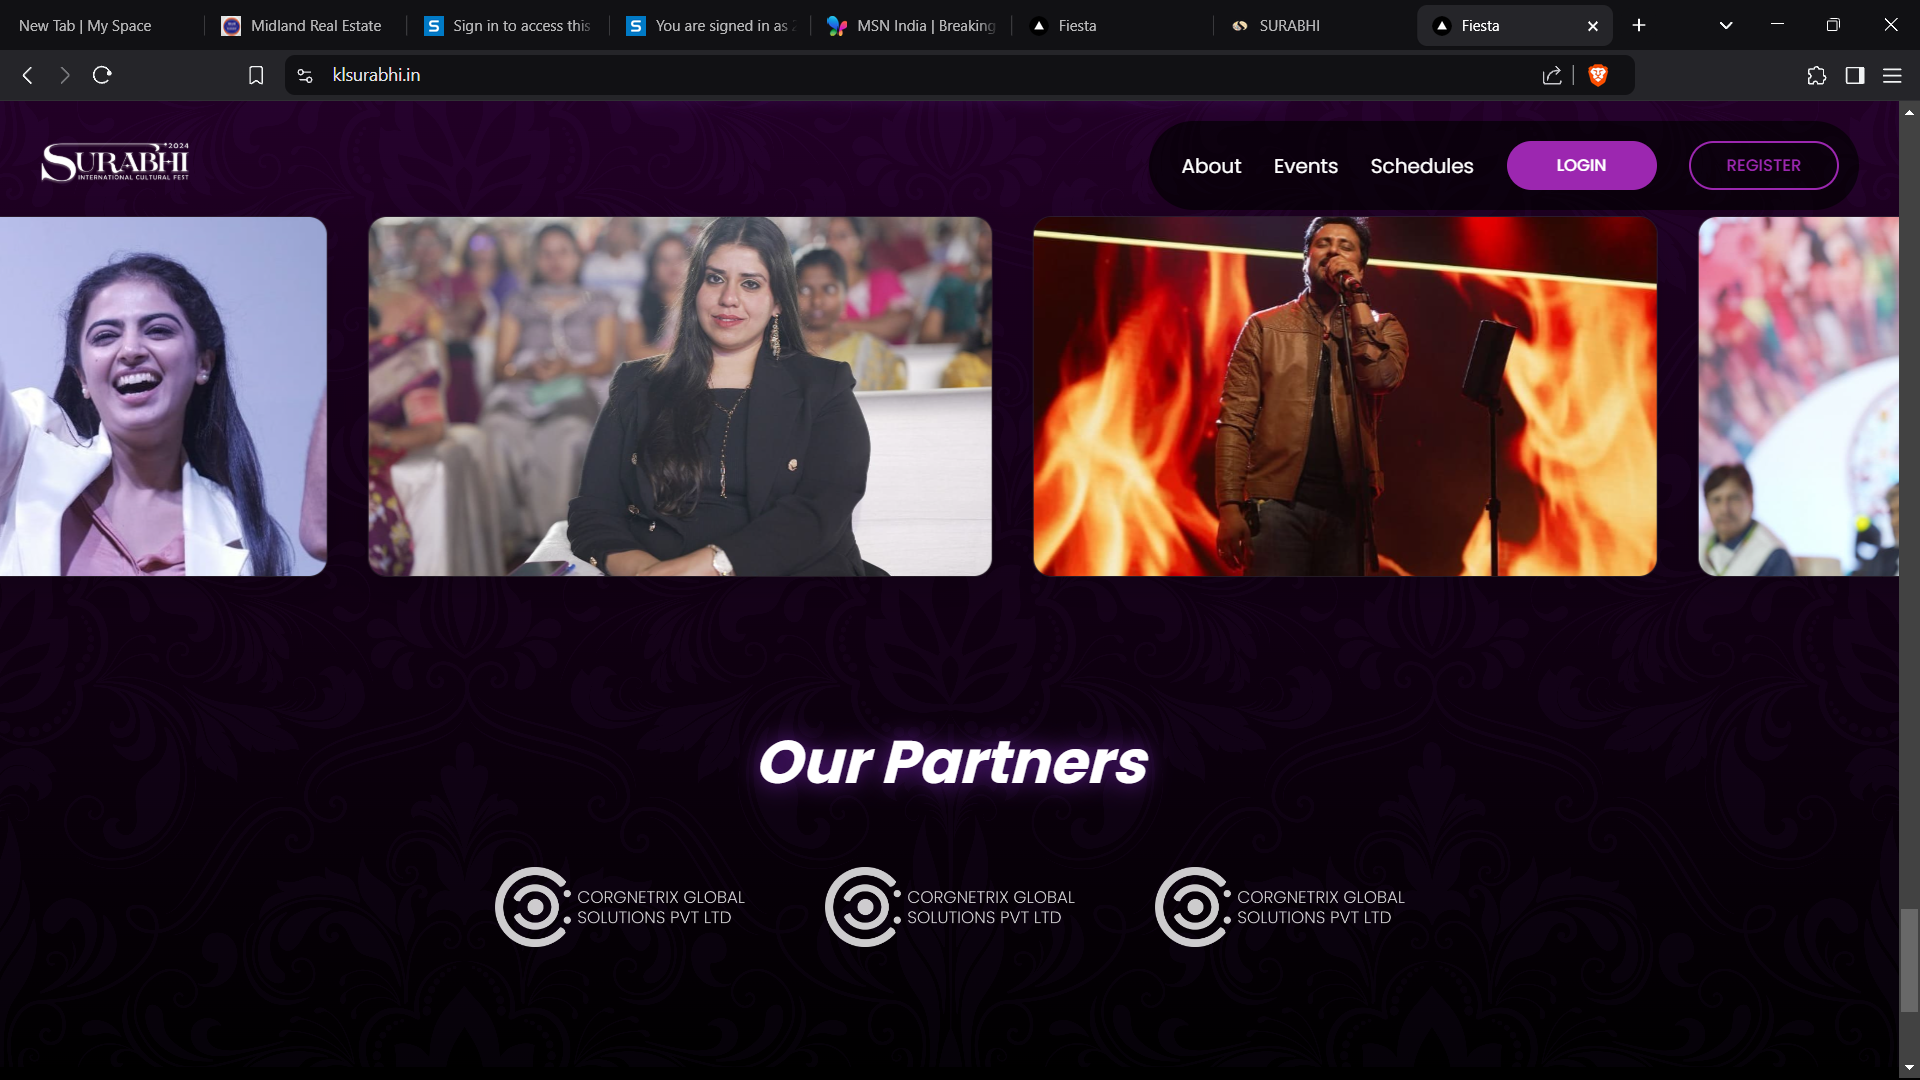 New Tab | My Space
Midland Real Estate
Sign in to access this
You are signed in as
MSN India | Breaking
Fiesta
SURABHI
Fiesta
klsurabhi.in
SURABHI
2024
INTERNATIONAL CULTURAL FEST
About
Events
Schedules
LOGIN
REGISTER
Our Partners
CORGNETRIX GLOBAL
SOLUTIONS PVT LTD
CORGNETRIX GLOBAL
SOLUTIONS PVT LTD
CORGNETRIX GLOBAL
SOLUTIONS PVT LTD